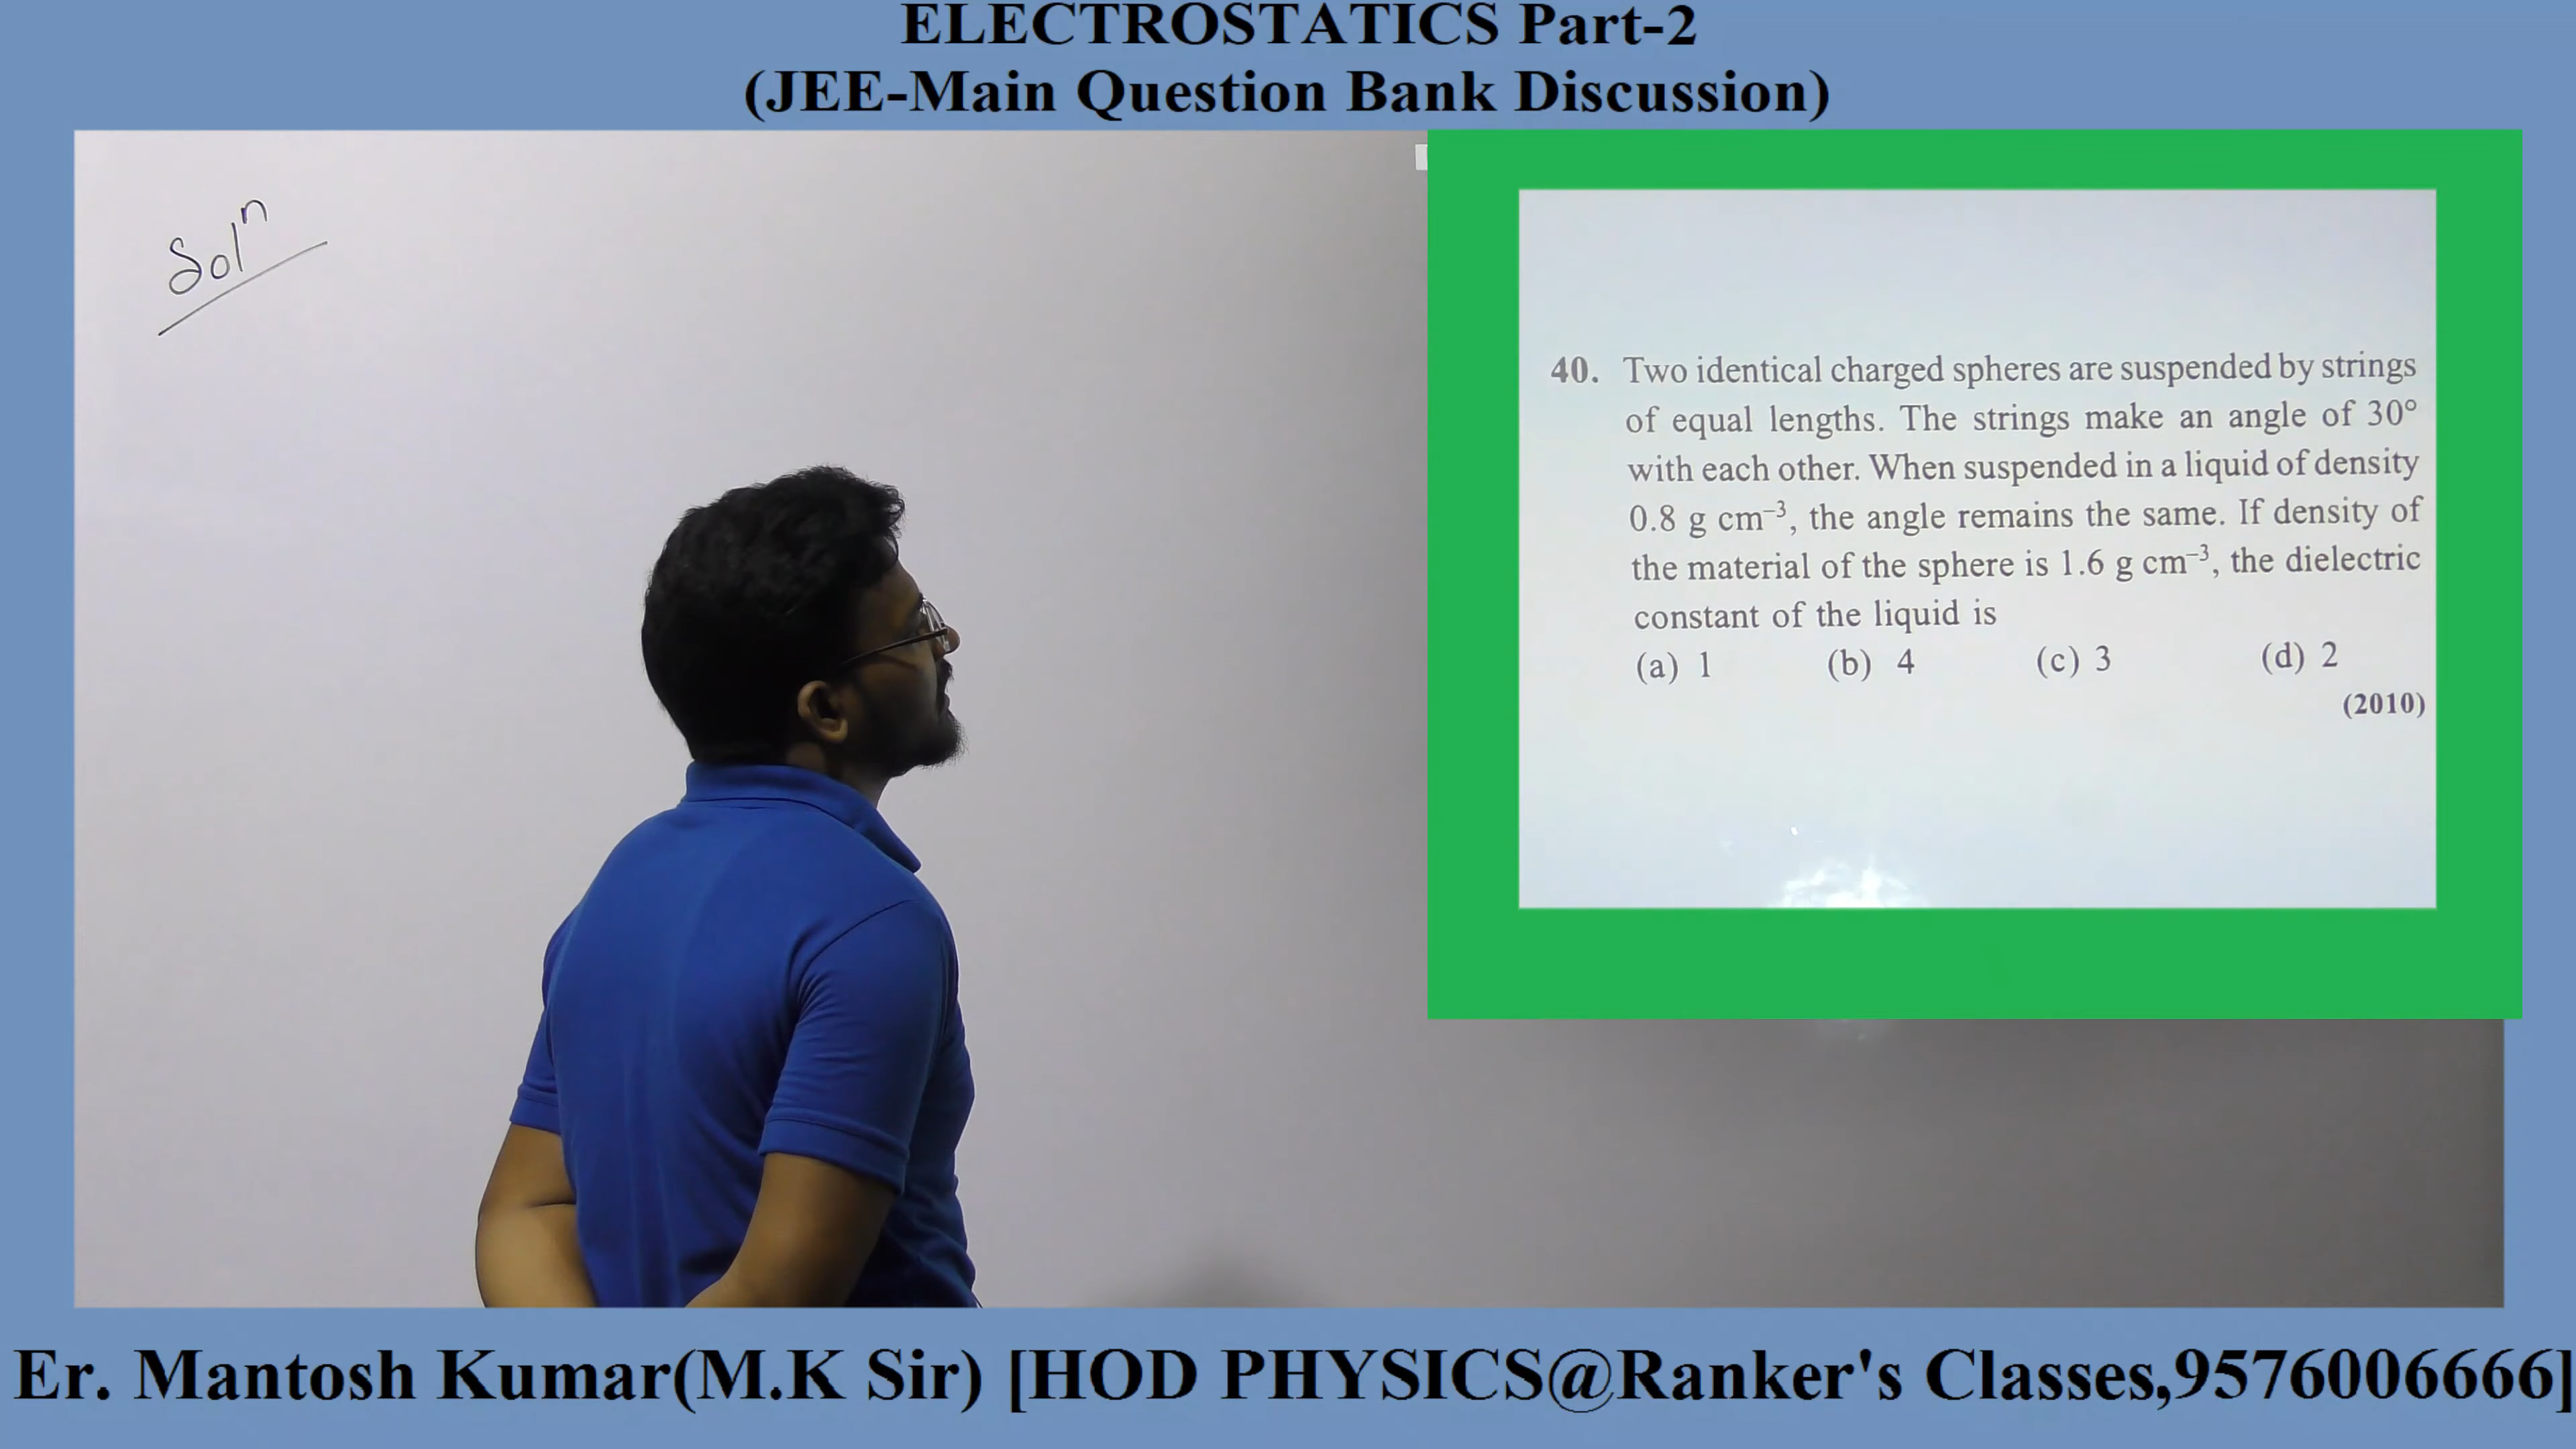 ELECTROSTATICS Part-2
(JEE-Main Question Bank Discussion)
Solⁿ
40. Two identical charged spheres are suspended by strings
of equal lengths. The strings make an angle of 30°
with each other. When suspended in a liquid of density
0.8 g cm⁻³, the angle remains the same. If density of
the material of the sphere is 1.6 g cm⁻³, the dielectric
constant of the liquid is
(a) 1 (b) 4 (c) 3 (d) 2
(2010)
Er. Mantosh Kumar(M.K Sir) [HOD PHYSICS@Ranker's Classes,9576006666]